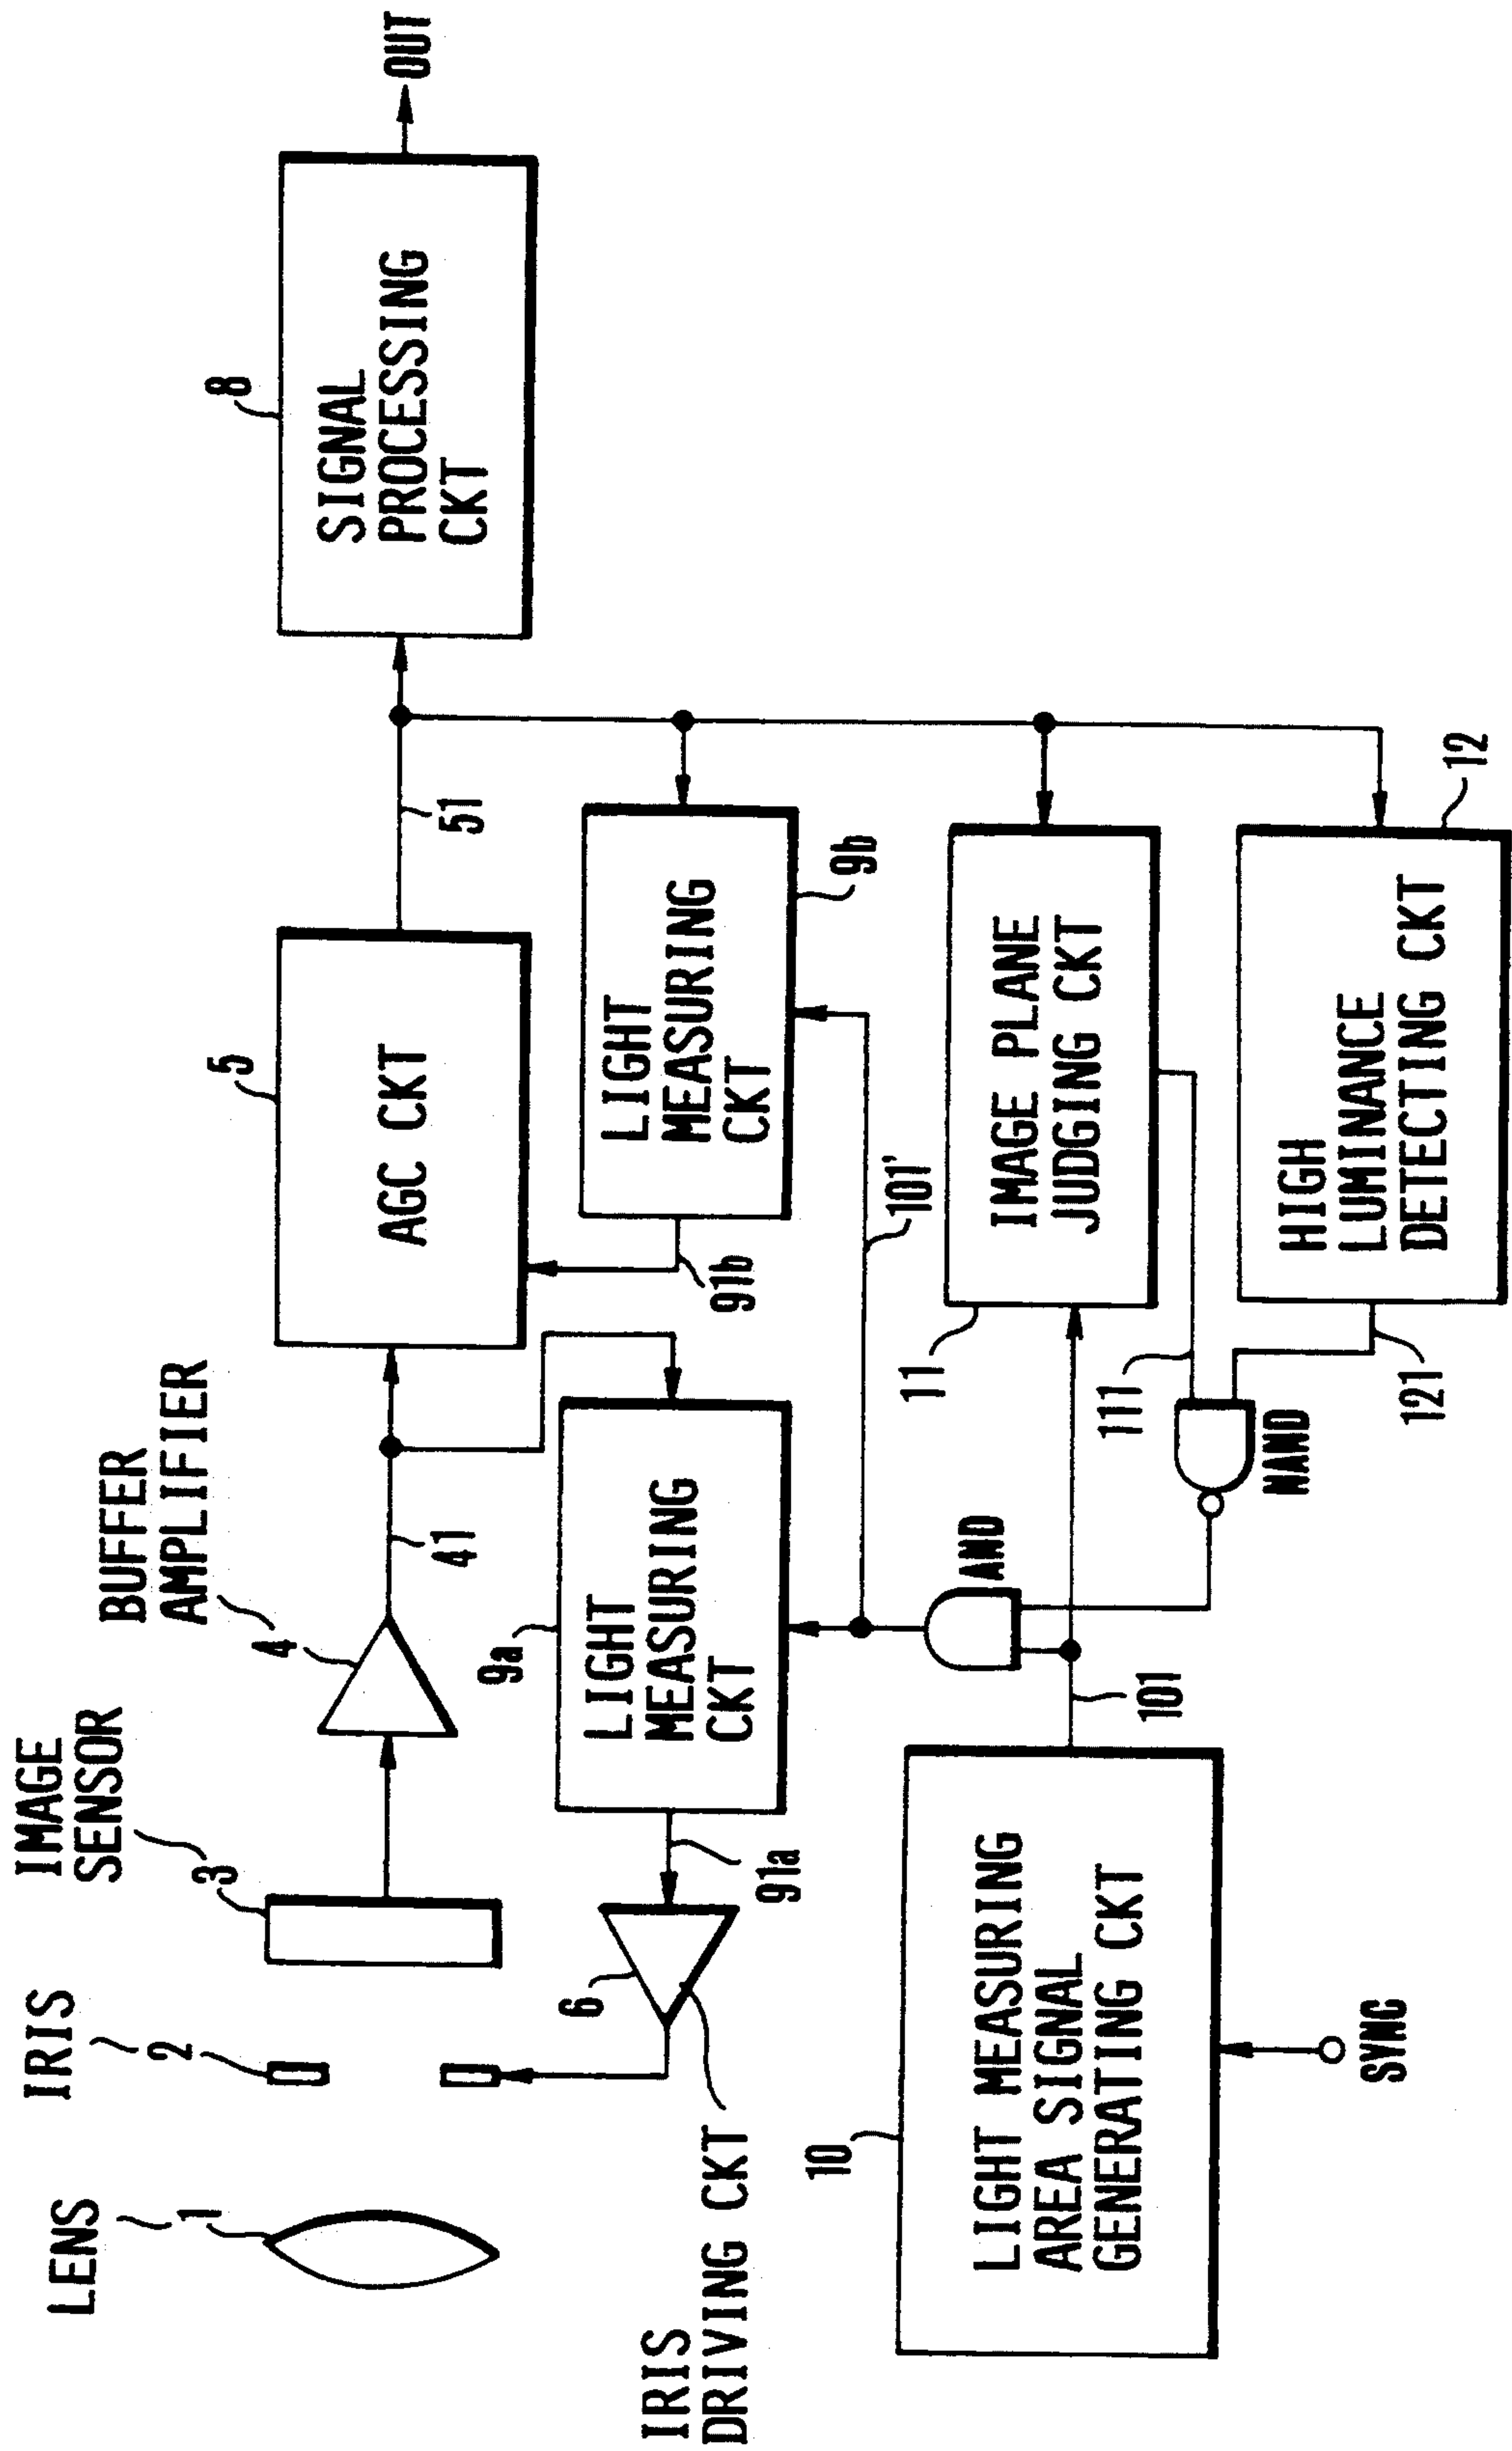 LENS
1
IRIS
2
IMAGE
SENSOR
3
BUFFER
AMPLIFIER
4
41
5
AGC CKT
51
8
SIGNAL
PROCESSING
CKT
OUT
IRIS
DRIVING CKT
6
91a
9a
LIGHT
MEASURING
CKT
91b
LIGHT
MEASURING
CKT
9b
101'
10
LIGHT MEASURING
AREA SIGNAL
GENERATING CKT
SYNC
101
AND
NAND
11
IMAGE PLANE
JUDGING CKT
111
121
HIGH
LUMINANCE
DETECTING CKT
12